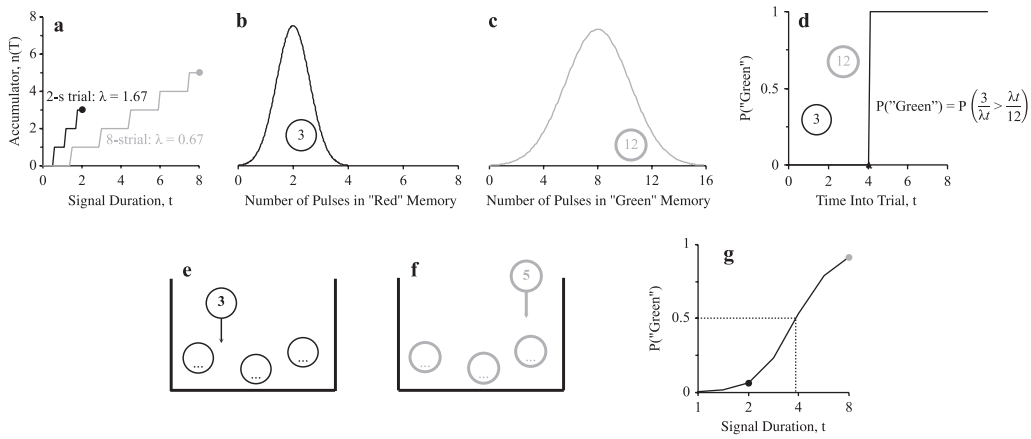 a
Accumulator, n(T)
8
6
4
2
0
2-s trial: λ = 1.67
8-strial: λ = 0.67
0 2 4 6 8
Signal Duration, t
b
3
0 2 4 6 8
Number of Pulses in "Red" Memory
c
12
0 4 8 12 16
Number of Pulses in "Green" Memory
d
P("Green")
1
0.5
0
12
3
P("Green") = P (3/λt > λt/12)
0 2 4 6 8
Time Into Trial, t
e
3
...
...
...
f
5
...
...
...
g
P("Green")
1
0.5
0
1 2 4 8
Signal Duration, t